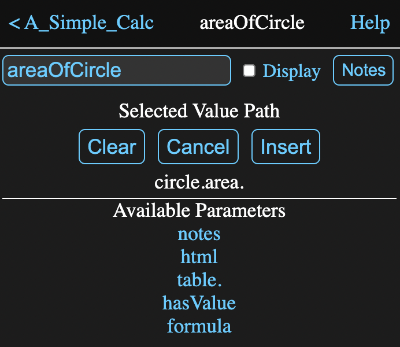 < A_Simple_Calc areaOfCircle Help
areaOfCircle Display Notes
Selected Value Path
Clear Cancel Insert
circle.area.
Available Parameters
notes
html
table.
hasValue
formula